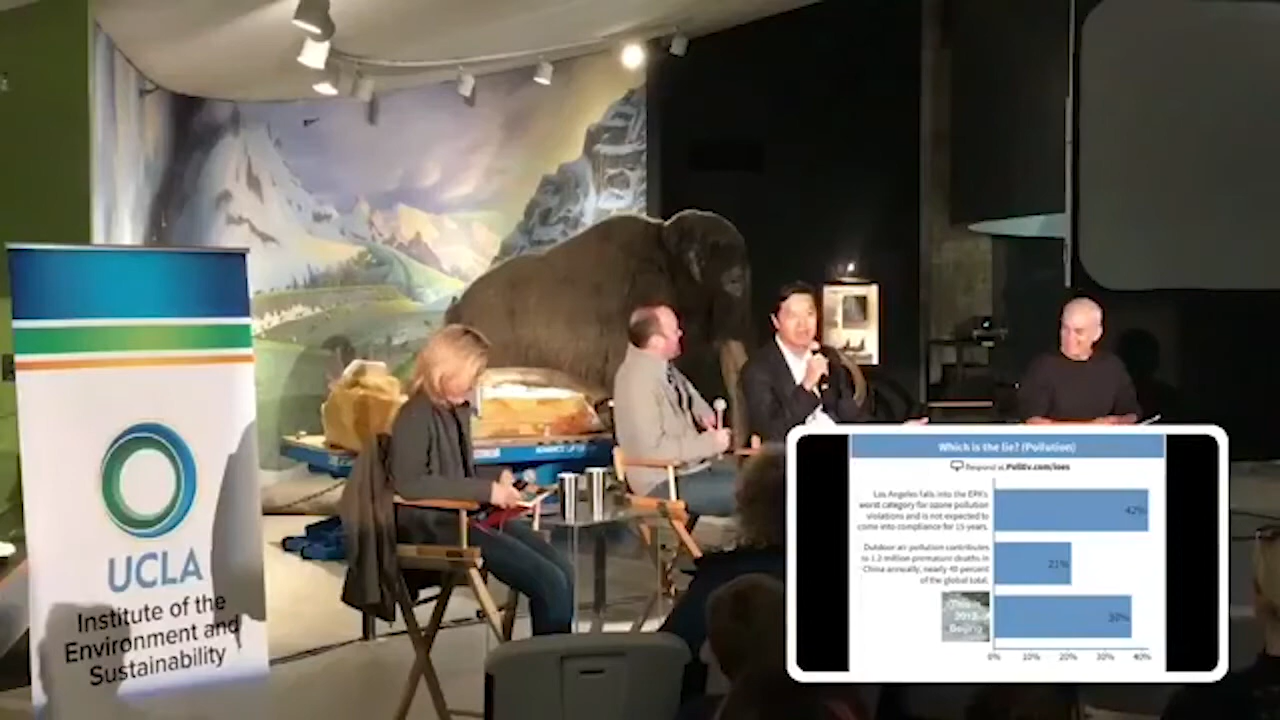 UCLA
Institute of the
Environment and
Sustainability
Which is the lie? (Pollution)
Respond at PollEv.com/ioes
Los Angeles falls into the EPA's
worst category for ozone pollution
violations and is not expected to
come into compliance for 15 years.
42%
Outdoor air pollution contributes
to 1.2 million premature deaths in
China annually, nearly 40 percent
of the global total.
21%
Beijing
0% 10% 20% 30% 40%